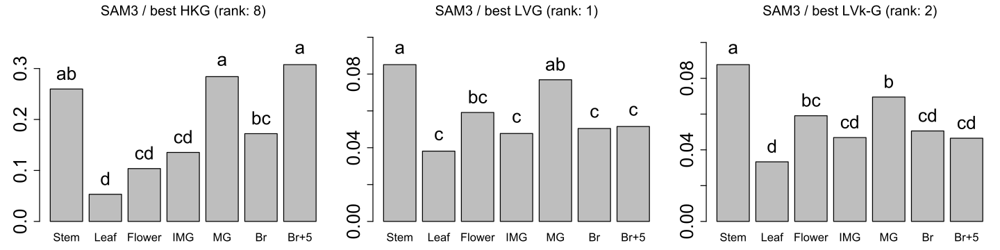 SAM3 / best HKG (rank: 8)
0.3
0.2
0.1
0.0
ab
d
cd
cd
a
bc
a
Stem Leaf Flower IMG MG Br Br+5
SAM3 / best LVG (rank: 1)
0.08
0.04
0.00
a
c
bc
c
ab
c
c
Stem Leaf Flower IMG MG Br Br+5
SAM3 / best LVk-G (rank: 2)
0.08
0.04
0.00
a
d
bc
cd
b
cd
cd
Stem Leaf Flower IMG MG Br Br+5